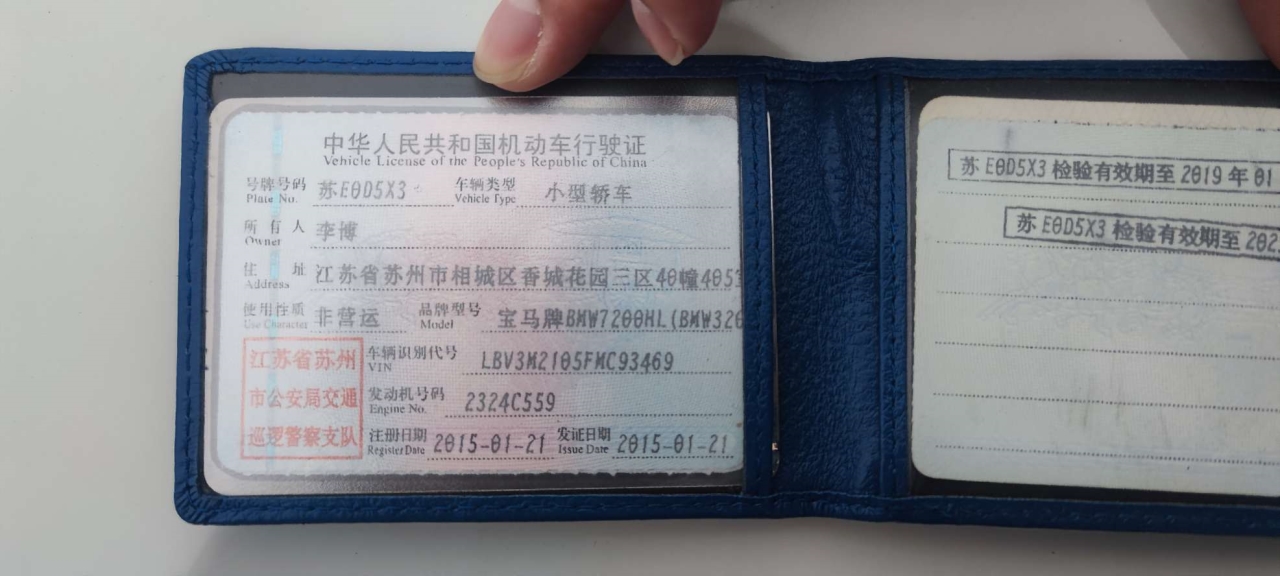 中华人民共和国机动车行驶证
Vehicle License of the People's Republic of China
号牌号码 苏E0D5X3 车辆类型 小型轿车
Plate No. Vehicle Type
所有人 李博
Owner
住址 江苏省苏州市相城区香城花园三区40幢405
Address
使用性质 非营运 品牌型号 宝马牌BMW7200HL(BMW320
Use Character Model
江苏省苏州
市公安局交通
巡逻警察支队
车辆识别代号 LBV3M2105FMC93469
VIN
发动机号码 2324C559
Engine No.
注册日期 2015-01-21 发证日期 2015-01-21
Register Date Issue Date
苏E0D5X3 检验有效期至 2019年01
苏E0D5X3 检验有效期至 202